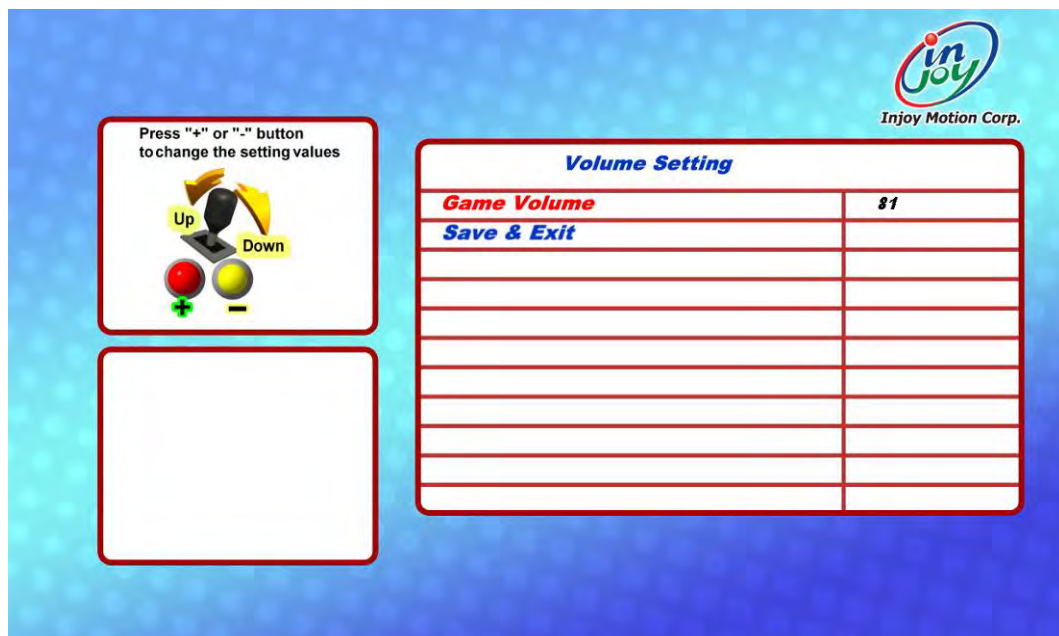 in
joy
Injoy Motion Corp.
Press "+" or "-" button
to change the setting values
Up
Down
+
-
Volume Setting
Game Volume 81
Save & Exit